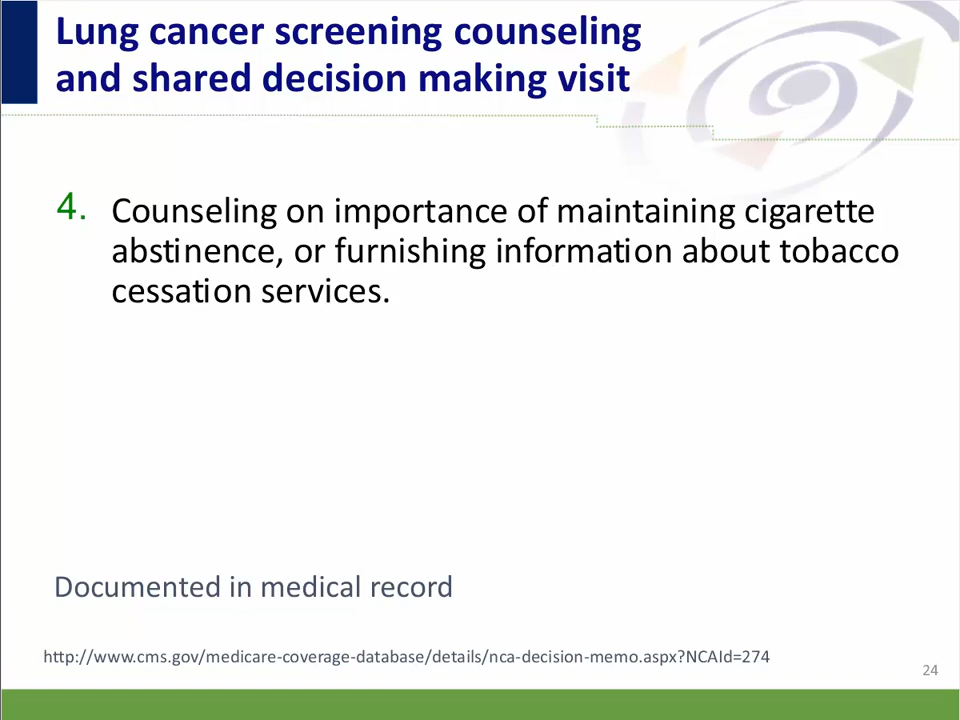 Lung cancer screening counseling
and shared decision making visit
4. Counseling on importance of maintaining cigarette
abstinence, or furnishing information about tobacco
cessation services.
Documented in medical record
http://www.cms.gov/medicare-coverage-database/details/nca-decision-memo.aspx?NCAId=274
24